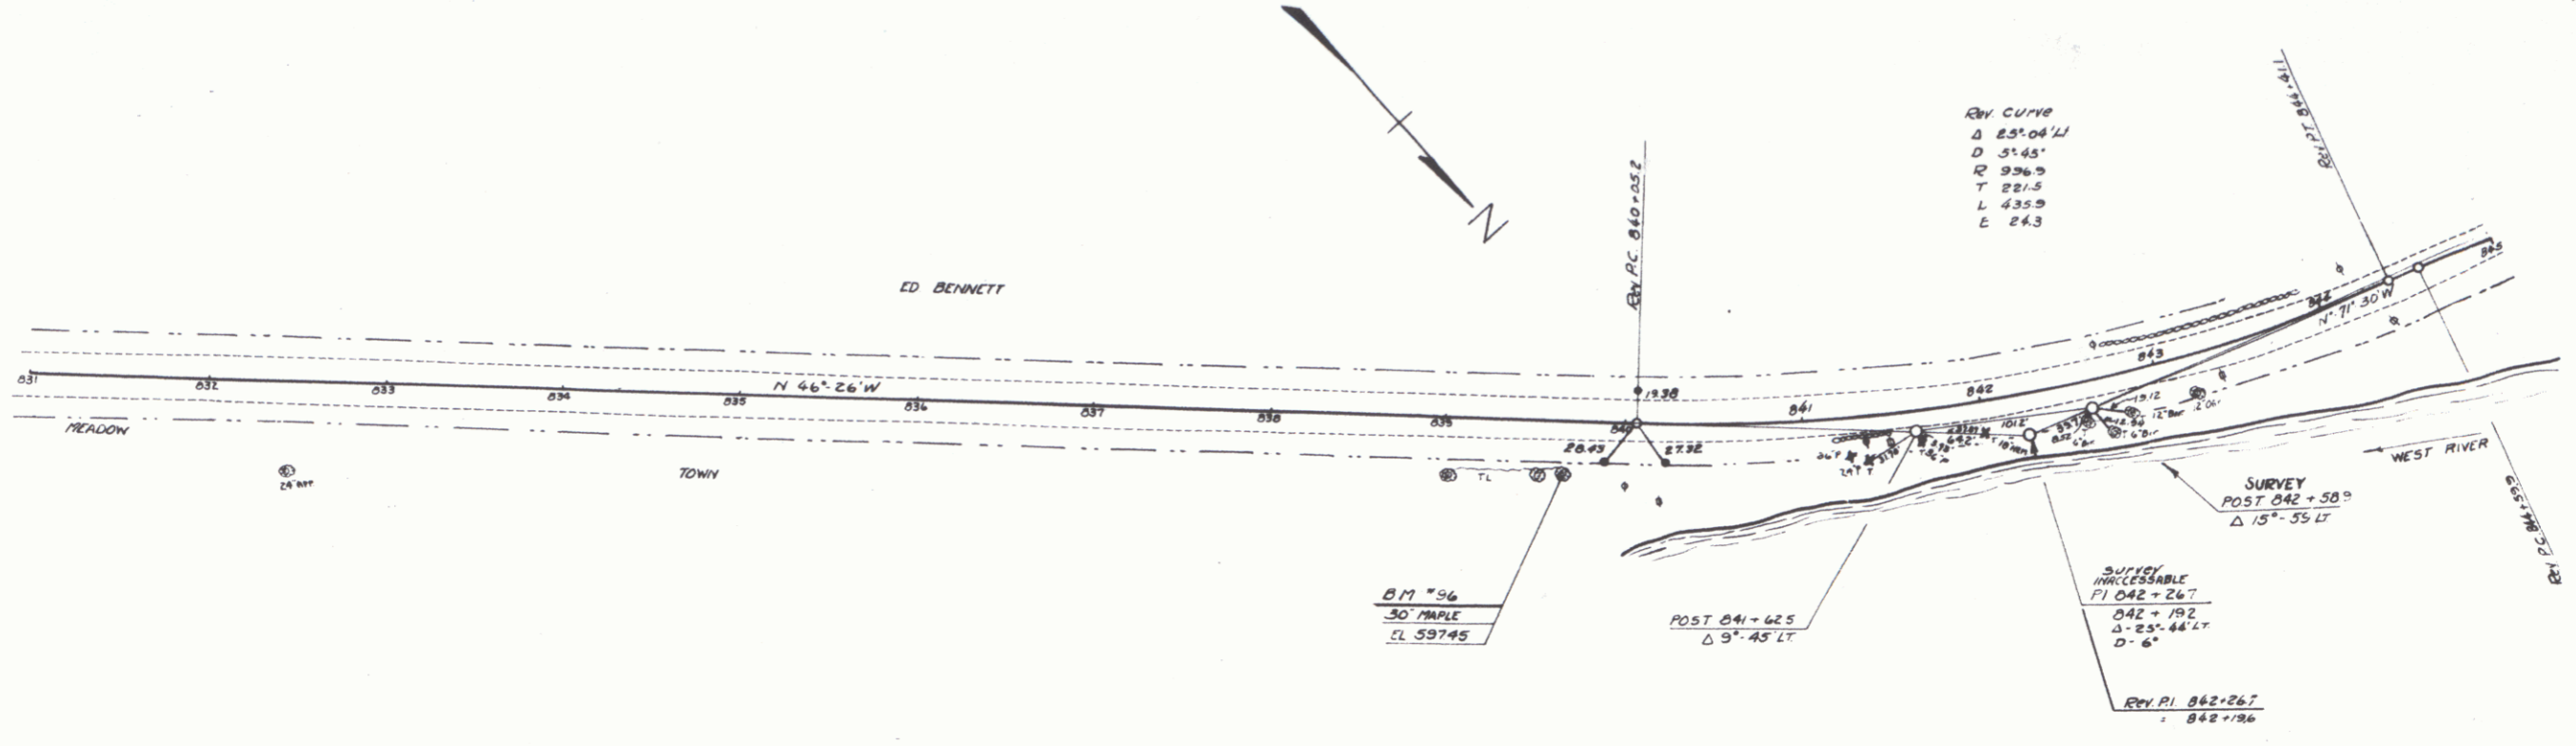 N
Rev. Curve
Δ 25°-04' Lt
D 5°-45'
R 996.9
T 221.5
L 435.9
E 24.3
Rev. P.T. 844+41.1
Rev P.C. 840+05.2
ED BENNETT
831
832
833
834
835
836
837
838
839
840
841
842
843
845
N 46°-26'W
N 71° 30' W
MEADOW
TOWN
24" APP.
19.38
28.43
27.32
TL
19.12
WEST RIVER
SURVEY
POST 842 + 58.9
Δ 15°-59 LT
Rev P.C. 844+59.9
BM #96
30" MAPLE
EL 597.45
POST 841+62.5
Δ 9°-45' LT.
Survey
INACCESSABLE
PI 842 + 26.7
842 + 19.2
Δ-25°-44' LT.
D-6°
Rev. P.I. 842+26.7
= 842+19.6